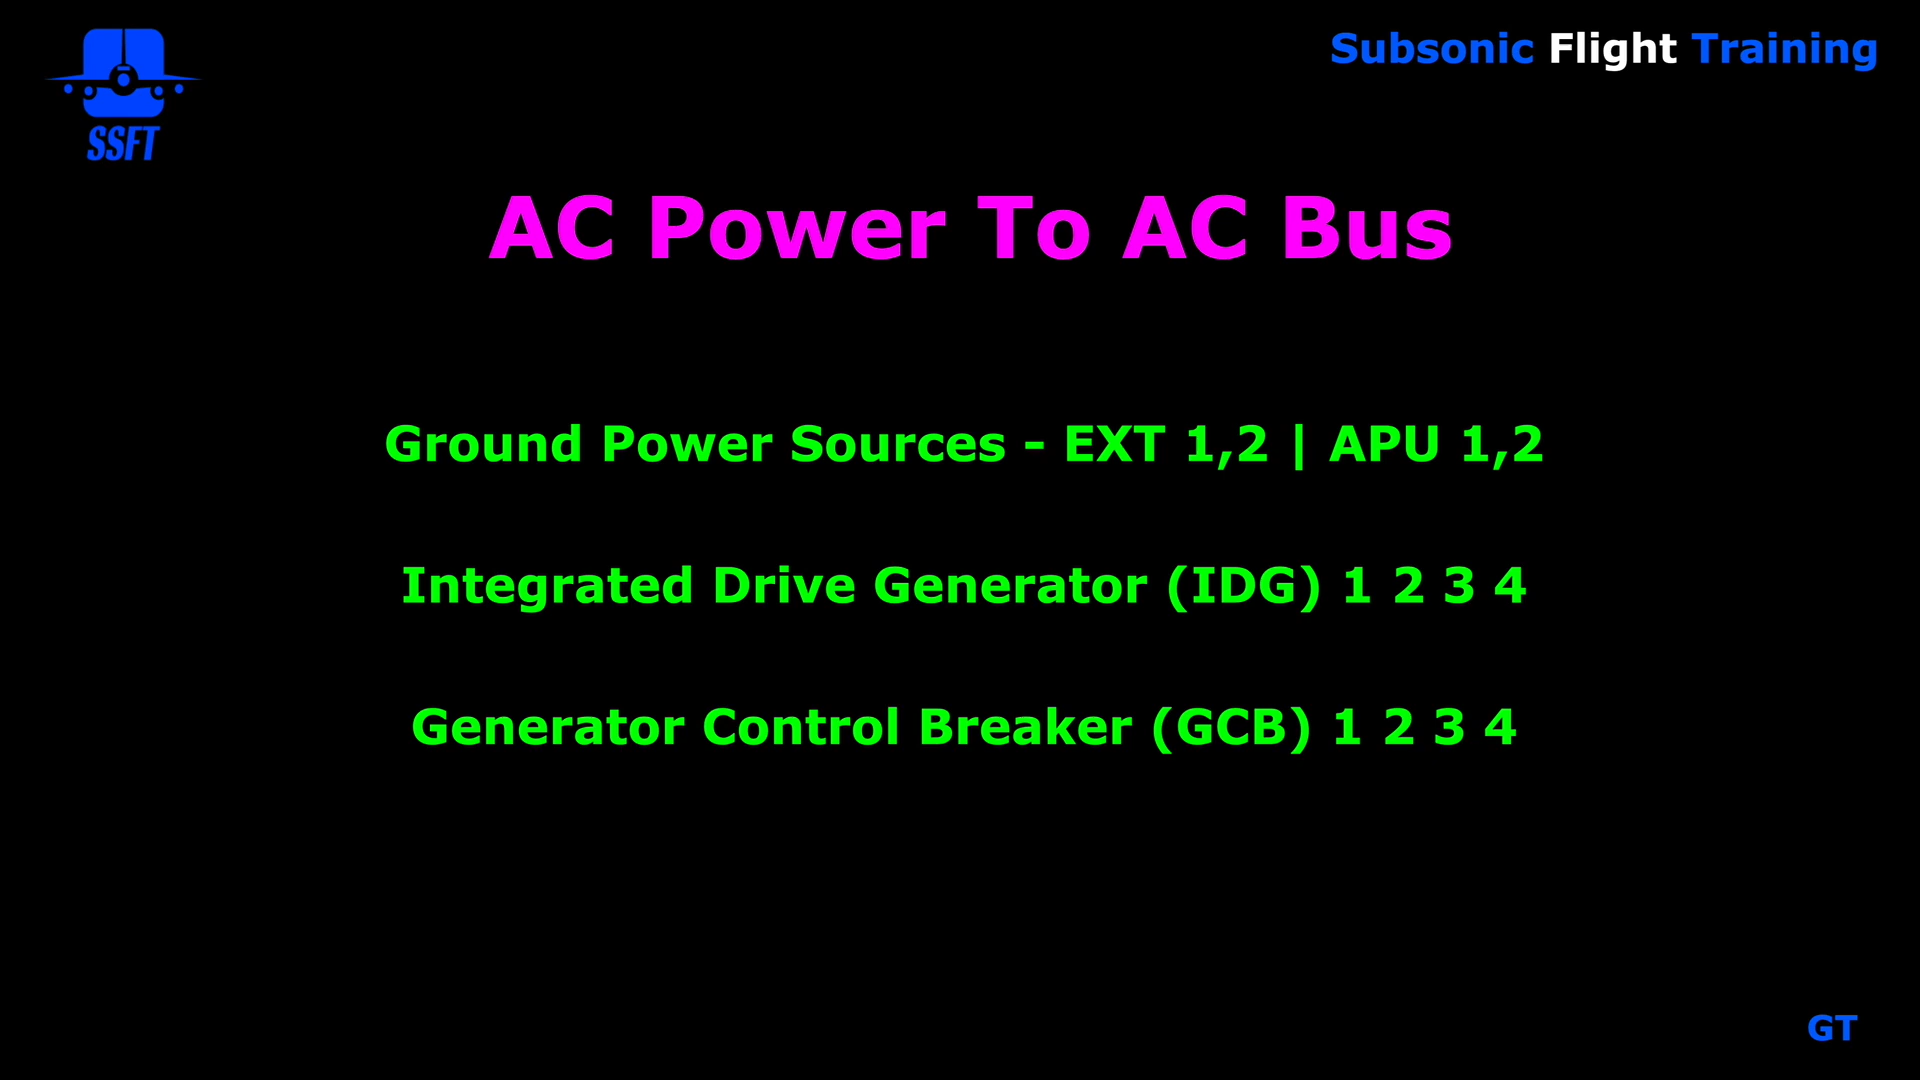 SSFT
Subsonic Flight Training
AC Power To AC Bus
Ground Power Sources - EXT 1,2 | APU 1,2
Integrated Drive Generator (IDG) 1 2 3 4
Generator Control Breaker (GCB) 1 2 3 4
GT